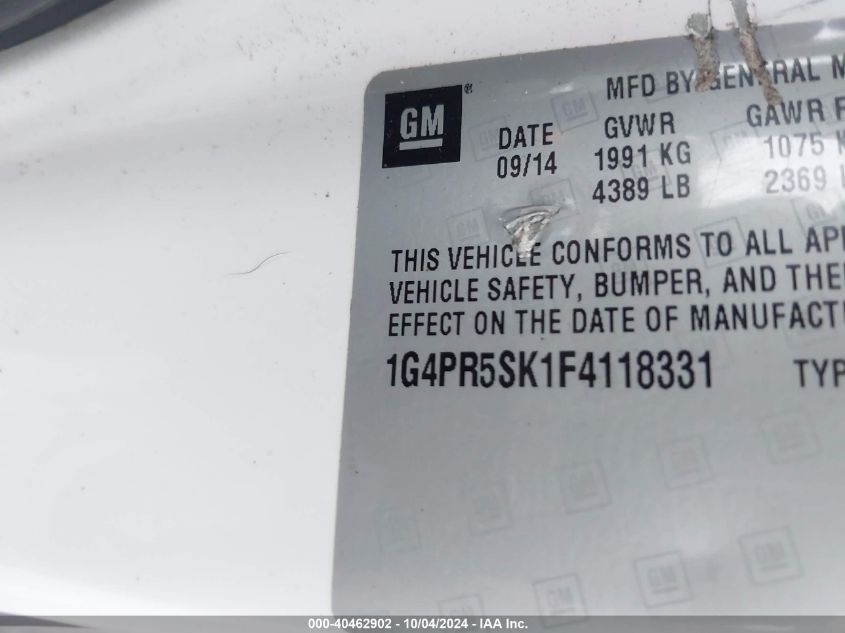 GM®
MFD BY GENERAL M
DATE GVWR GAWR F
09/14 1991 KG 1075 K
4389 LB 2369 L
THIS VEHICLE CONFORMS TO ALL APP
VEHICLE SAFETY, BUMPER, AND THE
EFFECT ON THE DATE OF MANUFACT
1G4PR5SK1F4118331 TYP
000-40462902 - 10/04/2024 - IAA Inc.